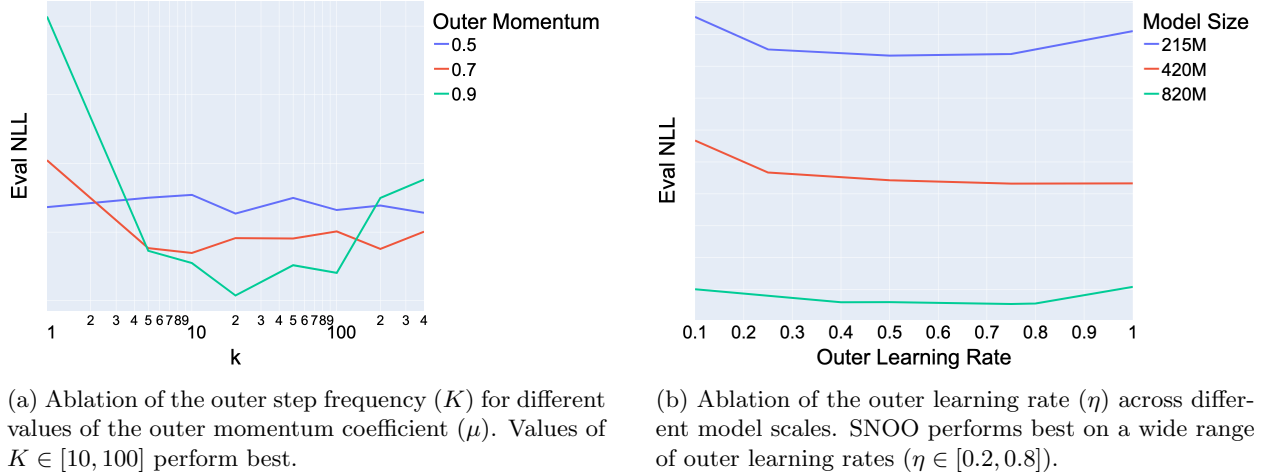 Outer Momentum
0.5
0.7
0.9
Eval NLL
1 2 3 4 5 6 7 8 9 10 2 3 4 5 6 7 8 9 100 2 3 4
k
(a) Ablation of the outer step frequency (K) for different
values of the outer momentum coefficient (μ). Values of
K ∈ [10, 100] perform best.
Model Size
215M
420M
820M
Eval NLL
0.1 0.2 0.3 0.4 0.5 0.6 0.7 0.8 0.9 1
Outer Learning Rate
(b) Ablation of the outer learning rate (η) across differ-
ent model scales. SNOO performs best on a wide range
of outer learning rates (η ∈ [0.2, 0.8]).